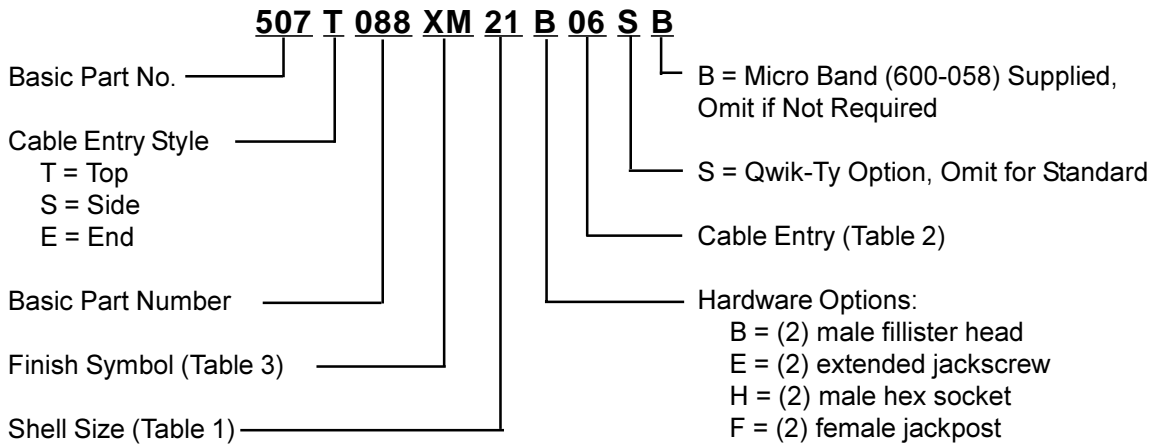 507 T 088 XM 21 B 06 S B
Basic Part No.
Cable Entry Style
T = Top
S = Side
E = End
Basic Part Number
Finish Symbol (Table 3)
Shell Size (Table 1)
B = Micro Band (600-058) Supplied,
Omit if Not Required
S = Qwik-Ty Option, Omit for Standard
Cable Entry (Table 2)
Hardware Options:
B = (2) male fillister head
E = (2) extended jackscrew
H = (2) male hex socket
F = (2) female jackpost